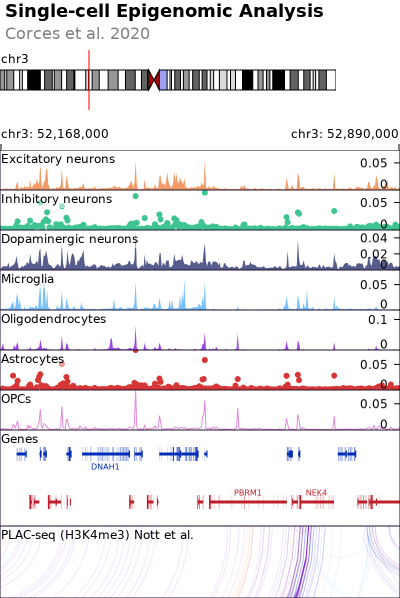 Single-cell Epigenomic Analysis
Corces et al. 2020
chr3
chr3: 52,168,000 chr3: 52,890,000
Excitatory neurons 0.05
0
Inhibitory neurons 0.05
0
Dopaminergic neurons 0.04
0.02
0
Microglia 0.05
0
Oligodendrocytes 0.1
0
Astrocytes 0.05
0
OPCs 0.05
0
Genes
DNAH1
PBRM1 NEK4
PLAC-seq (H3K4me3) Nott et al.